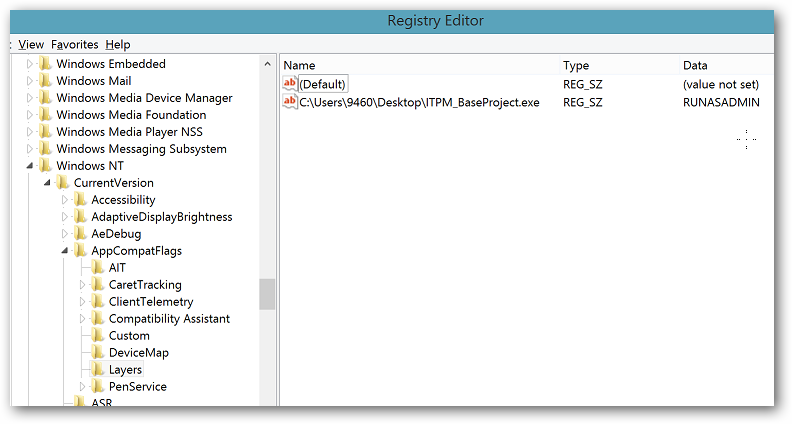 Registry Editor
: View Favorites Help
Windows Embedded
Windows Mail
Windows Media Device Manager
Windows Media Foundation
Windows Media Player NSS
Windows Messaging Subsystem
Windows NT
CurrentVersion
Accessibility
AdaptiveDisplayBrightness
AeDebug
AppCompatFlags
AIT
CaretTracking
ClientTelemetry
Compatibility Assistant
Custom
DeviceMap
Layers
PenService
ASR
Name Type Data
ab (Default) REG_SZ (value not set)
ab C:\Users\9460\Desktop\ITPM_BaseProject.exe REG_SZ RUNASADMIN